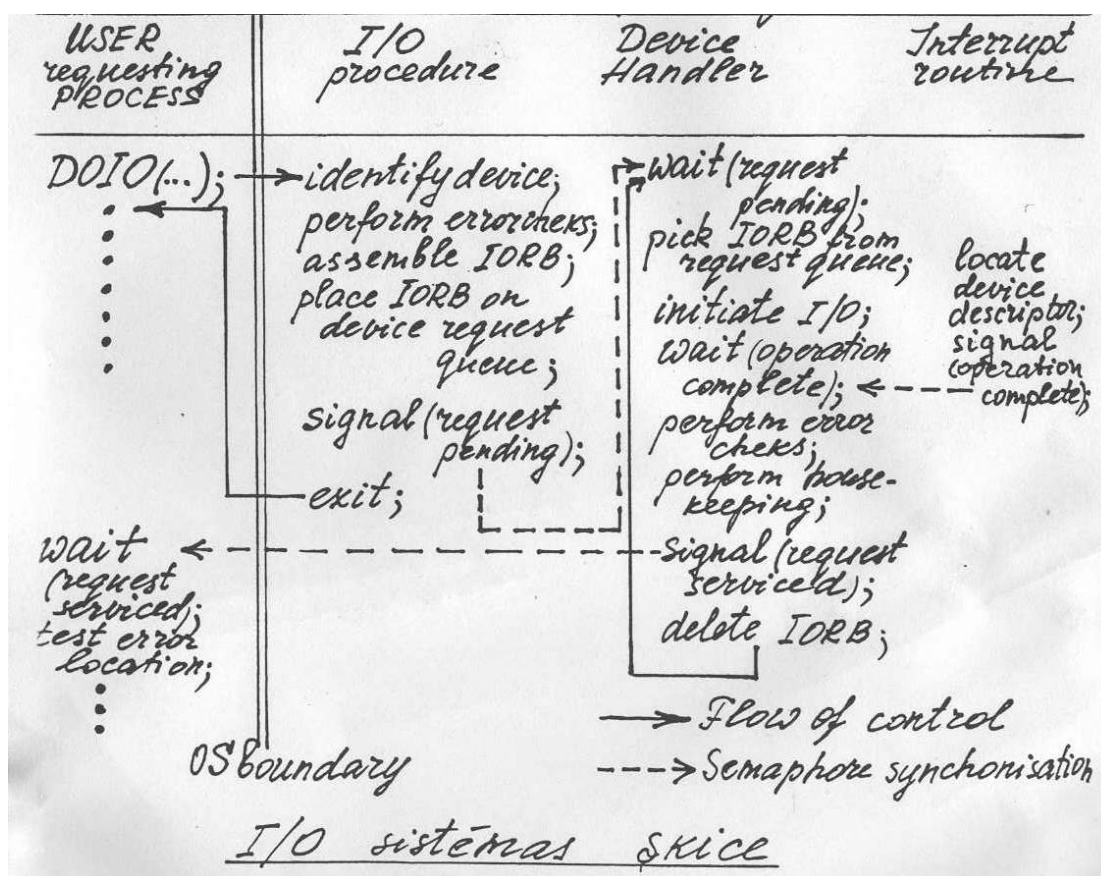 USER
requesting
PROCESS
I/O
procedure
Device
Handler
Interrupt
routine
DOIO(...);
identify device;
perform errorcheks;
assemble IORB;
place IORB on
device request
queue;
signal (request
pending);
exit;
wait (request
pending);
pick IORB from
request queue;
initiate I/O;
wait (operation
complete);
perform error
cheks;
perform house-
keeping;
signal (request
serviced);
delete IORB;
locate
device
descriptor;
signal
(operation
complete);
wait
(request
serviced);
test error
location;
OS boundary
Flow of control
Semaphore synchonisation
I/O sistēmas skice